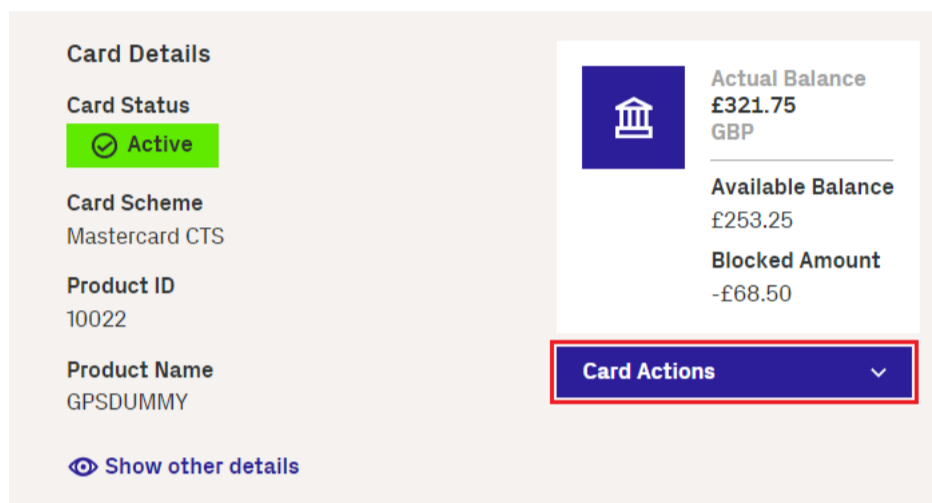 Card Details
Card Status
Active
Card Scheme
Mastercard CTS
Product ID
10022
Product Name
GPSDUMMY
Show other details
Actual Balance
£321.75
GBP
Available Balance
£253.25
Blocked Amount
-£68.50
Card Actions